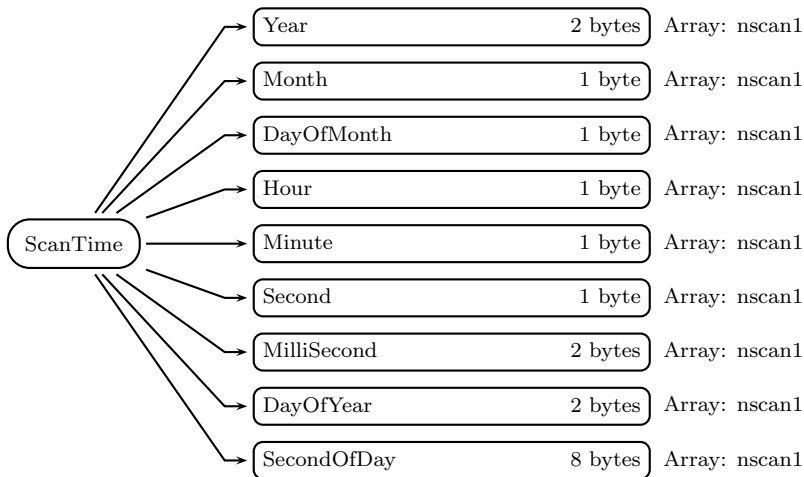 Year 2 bytes Array: nscan1
Month 1 byte Array: nscan1
DayOfMonth 1 byte Array: nscan1
Hour 1 byte Array: nscan1
ScanTime Minute 1 byte Array: nscan1
Second 1 byte Array: nscan1
MilliSecond 2 bytes Array: nscan1
DayOfYear 2 bytes Array: nscan1
SecondOfDay 8 bytes Array: nscan1